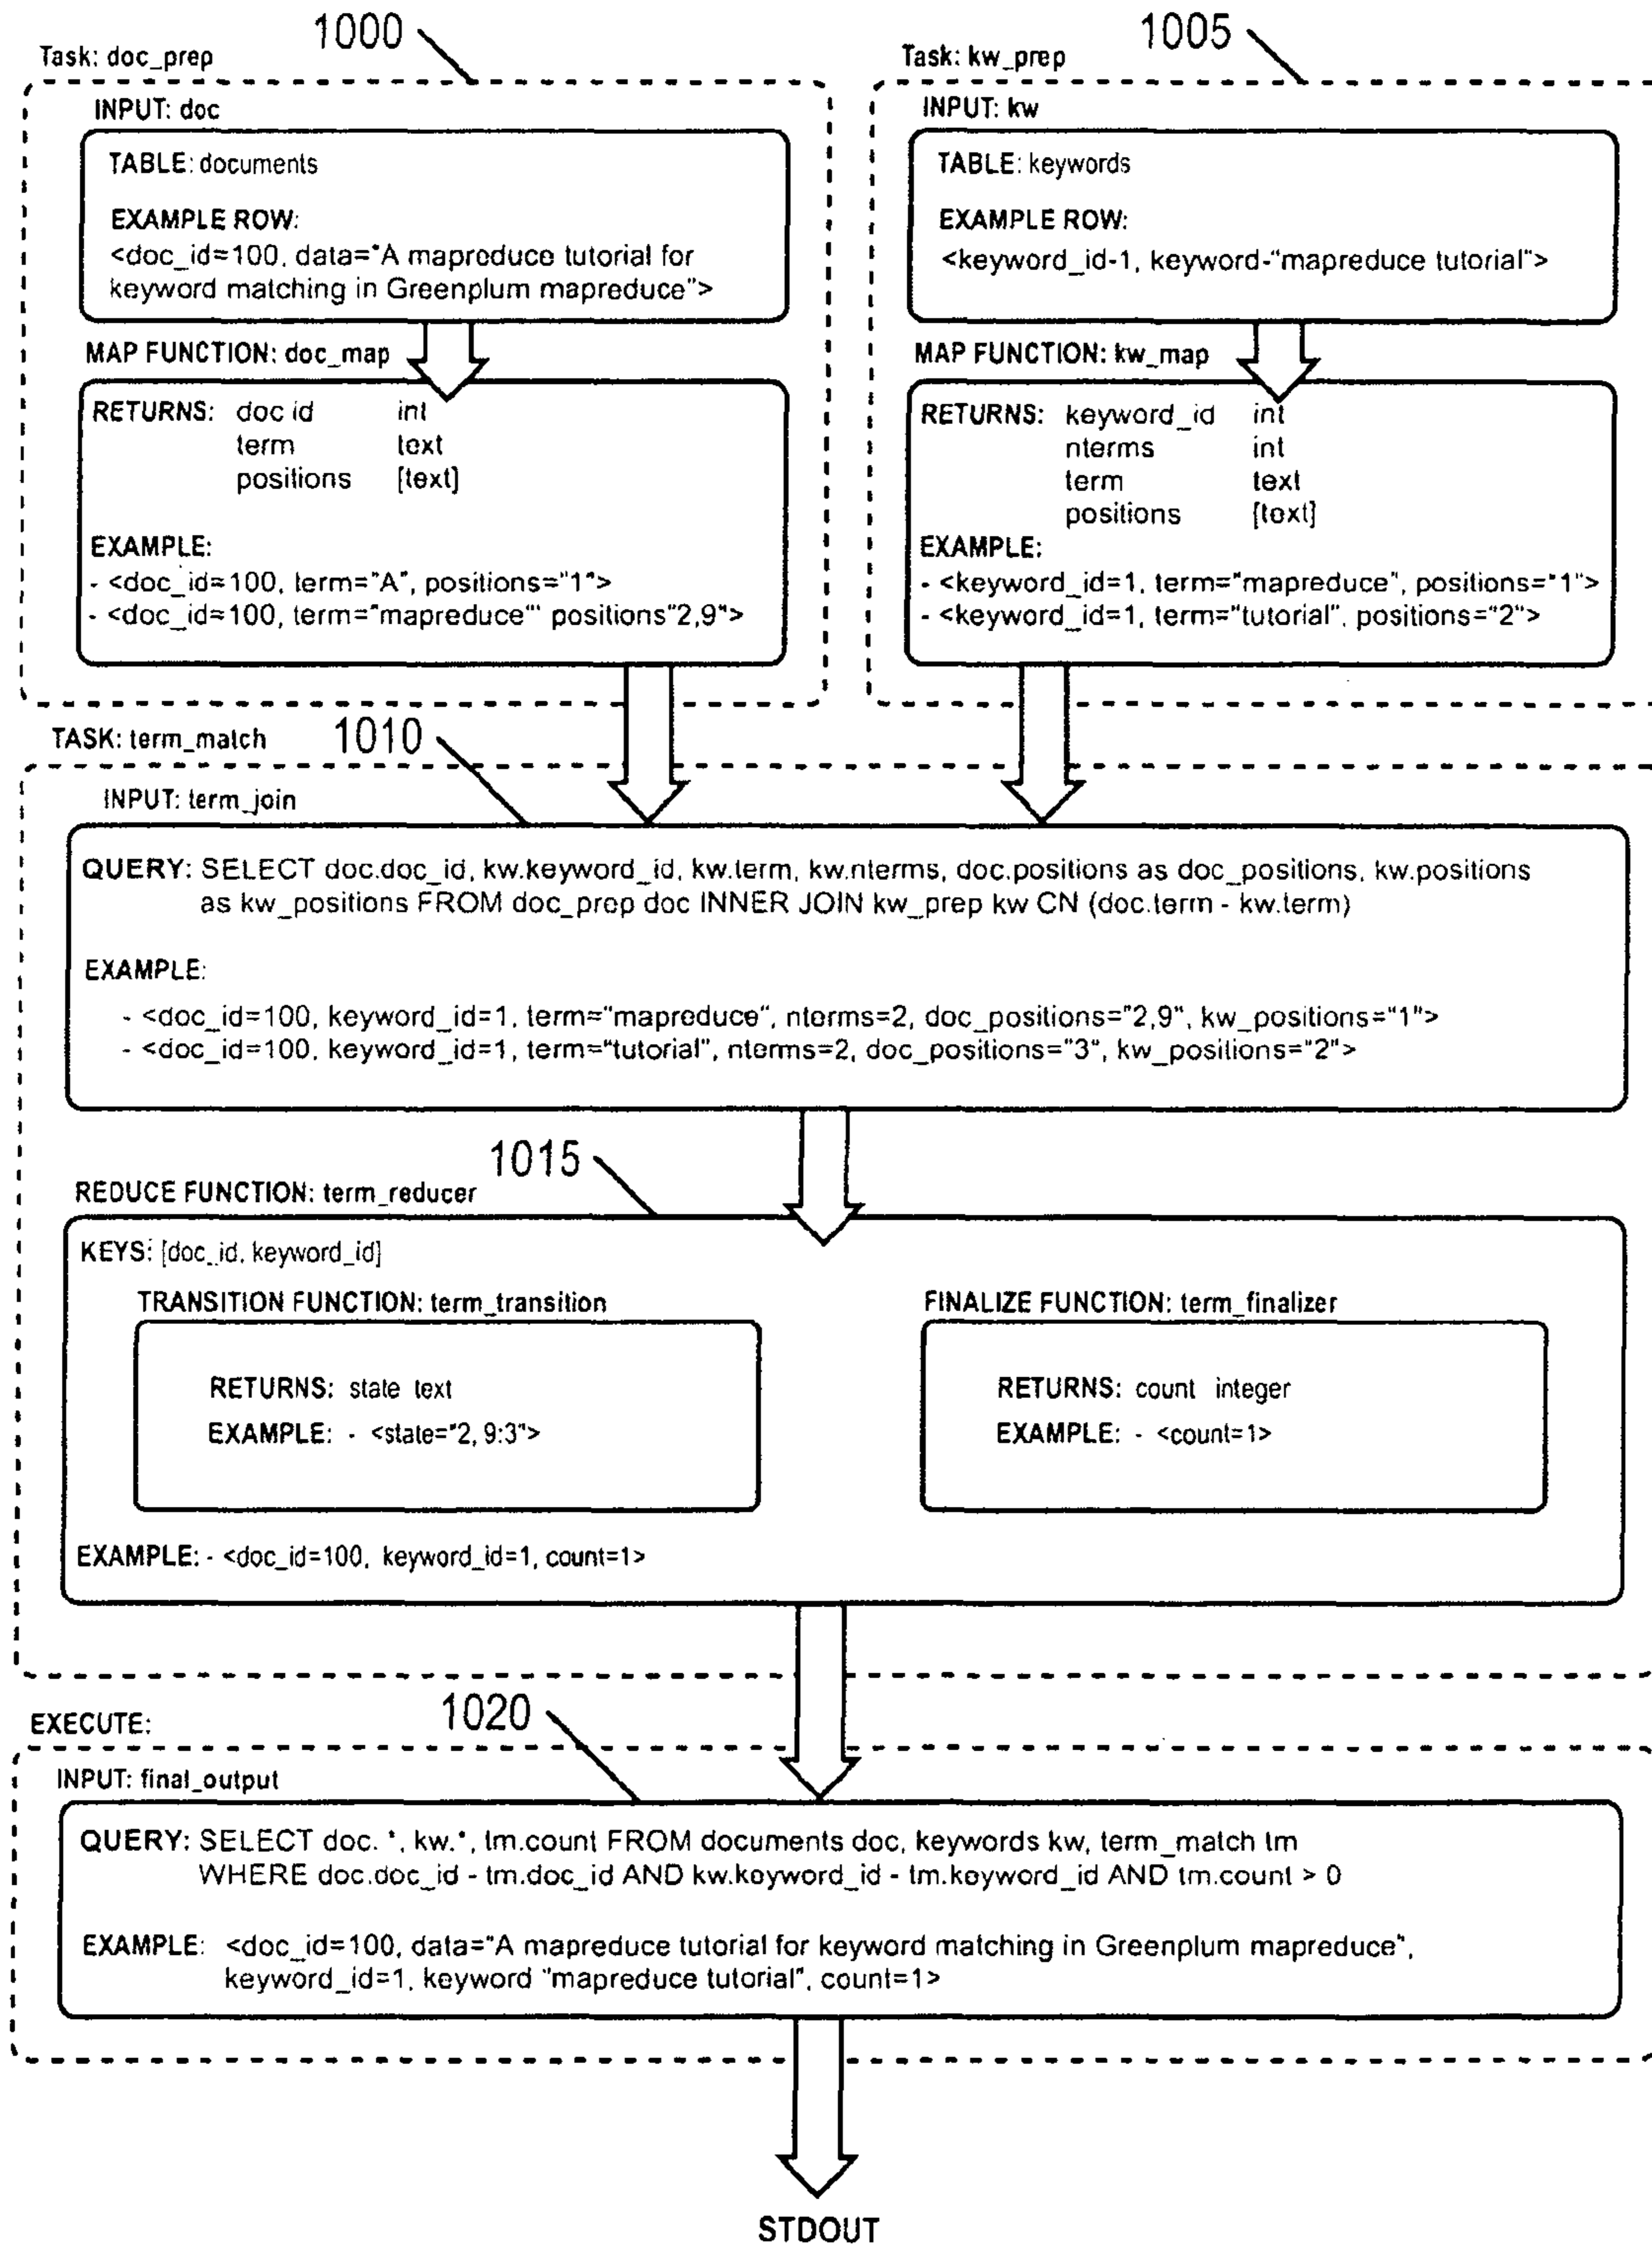 1000
Task: doc_prep
INPUT: doc
TABLE: documents
EXAMPLE ROW:
<doc_id=100, data="A mapreduce tutorial for
keyword matching in Greenplum mapreduce">
MAP FUNCTION: doc_map
RETURNS: doc id int
term text
positions [text]
EXAMPLE:
- <doc_id=100, term="A", positions="1">
- <doc_id=100, term="mapreduce'" positions"2,9">
1005
Task: kw_prep
INPUT: kw
TABLE: keywords
EXAMPLE ROW:
<keyword_id-1, keyword-"mapreduce tutorial">
MAP FUNCTION: kw_map
RETURNS: keyword_id int
nterms int
term text
positions [text]
EXAMPLE:
- <keyword_id=1, term="mapreduce", positions="1">
- <keyword_id=1, term="tutorial", positions="2">
TASK: term_match
1010
INPUT: term_join
QUERY: SELECT doc.doc_id, kw.keyword_id, kw.term, kw.nterms, doc.positions as doc_positions, kw.positions
as kw_positions FROM doc_prep doc INNER JOIN kw_prep kw CN (doc.term - kw.term)
EXAMPLE:
- <doc_id=100, keyword_id=1, term="mapreduce", nterms=2, doc_positions="2,9", kw_positions="1">
- <doc_id=100, keyword_id=1, term="tutorial", nterms=2, doc_positions="3", kw_positions="2">
1015
REDUCE FUNCTION: term_reducer
KEYS: [doc_id, keyword_id]
TRANSITION FUNCTION: term_transition
RETURNS: state text
EXAMPLE: - <state="2, 9:3">
FINALIZE FUNCTION: term_finalizer
RETURNS: count integer
EXAMPLE: - <count=1>
EXAMPLE: - <doc_id=100, keyword_id=1, count=1>
EXECUTE:
1020
INPUT: final_output
QUERY: SELECT doc. *, kw.*, tm.count FROM documents doc, keywords kw, term_match tm
WHERE doc.doc_id - tm.doc_id AND kw.keyword_id - tm.keyword_id AND tm.count > 0
EXAMPLE: <doc_id=100, data="A mapreduce tutorial for keyword matching in Greenplum mapreduce",
keyword_id=1, keyword "mapreduce tutorial", count=1>
STDOUT